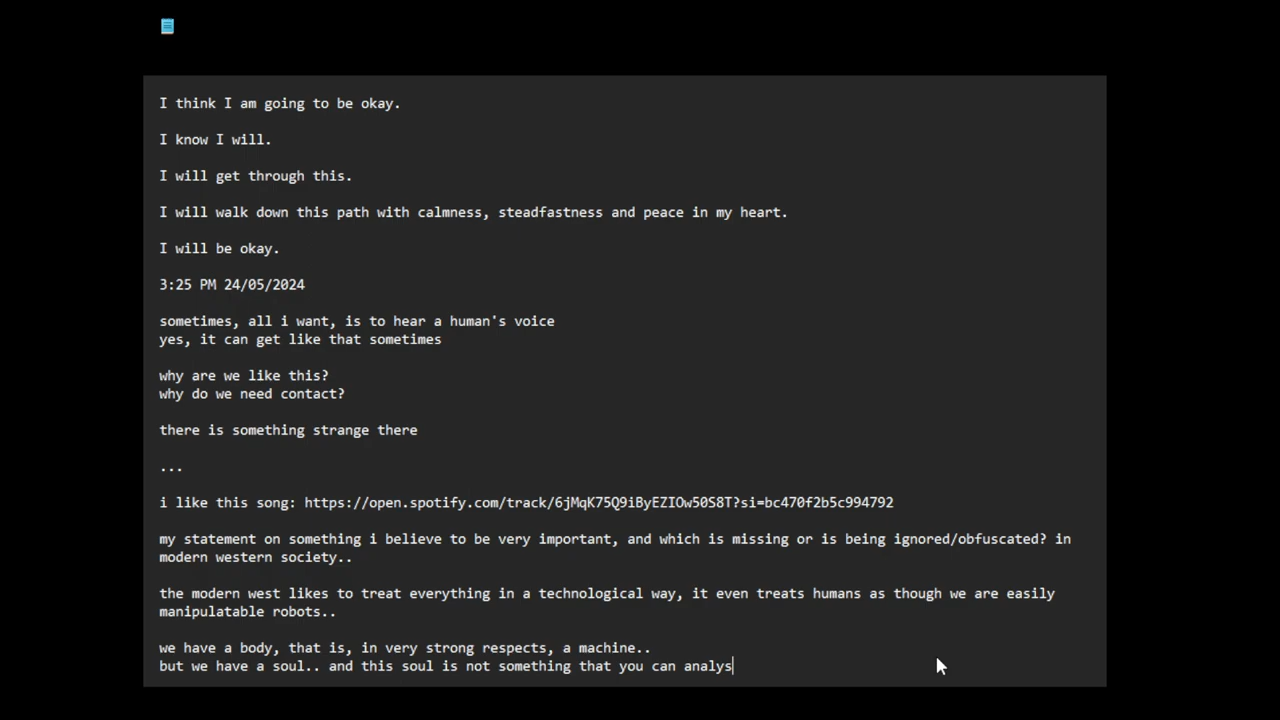 I think I am going to be okay.
I know I will.
I will get through this.
I will walk down this path with calmness, steadfastness and peace in my heart.
I will be okay.
3:25 PM 24/05/2024
sometimes, all i want, is to hear a human's voice
yes, it can get like that sometimes
why are we like this?
why do we need contact?
there is something strange there
...
i like this song: https://open.spotify.com/track/6jMqK75Q9iByEZIOw50S8T?si=bc470f2b5c994792
my statement on something i believe to be very important, and which is missing or is being ignored/obfuscated? in
modern western society..
the modern west likes to treat everything in a technological way, it even treats humans as though we are easily
manipulatable robots..
we have a body, that is, in very strong respects, a machine..
but we have a soul.. and this soul is not something that you can analys